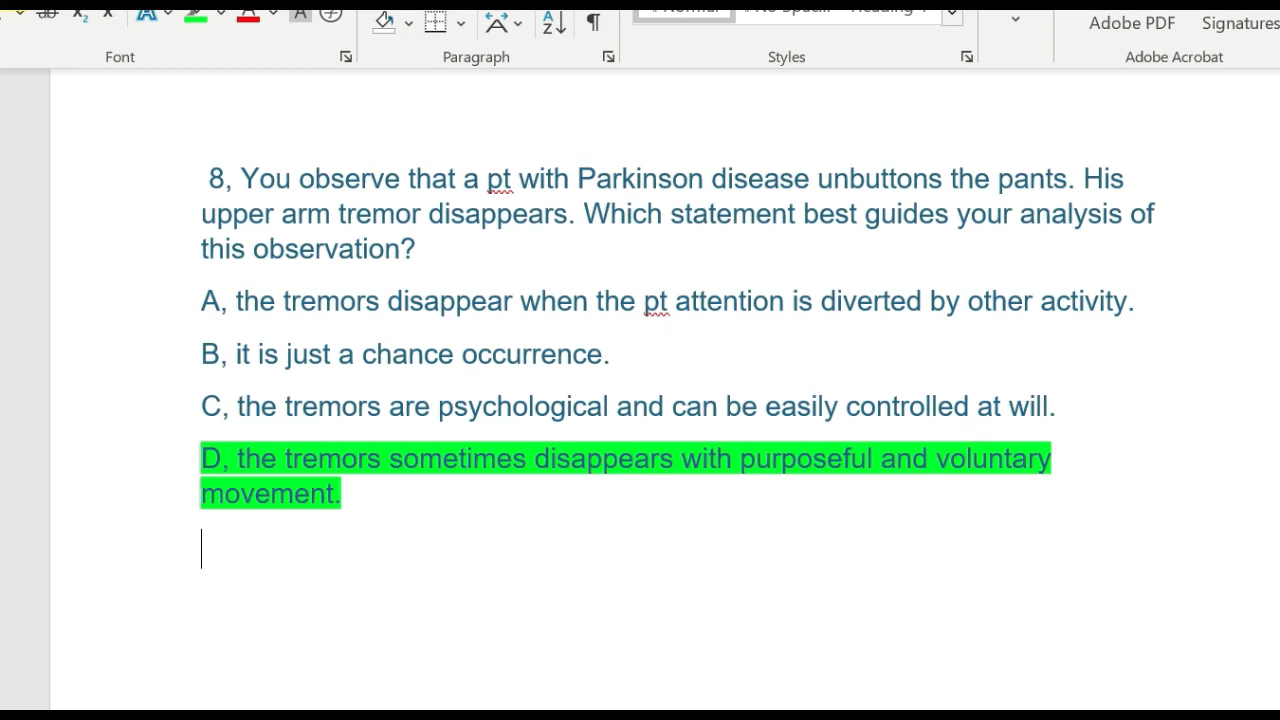 Adobe PDF Signatures
Font Paragraph Styles Adobe Acrobat
8, You observe that a pt with Parkinson disease unbuttons the pants. His
upper arm tremor disappears. Which statement best guides your analysis of
this observation?
A, the tremors disappear when the pt attention is diverted by other activity.
B, it is just a chance occurrence.
C, the tremors are psychological and can be easily controlled at will.
D, the tremors sometimes disappears with purposeful and voluntary
movement.